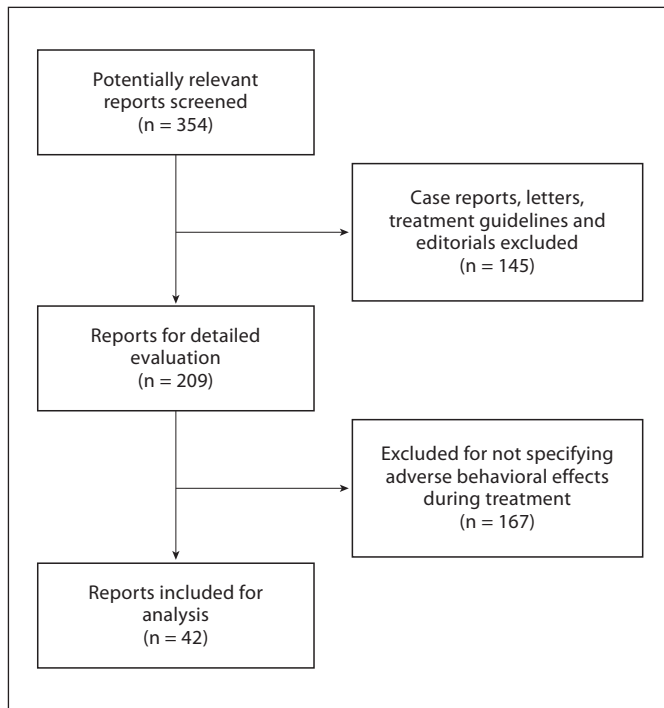 Potentially relevant
reports screened
(n = 354)
Case reports, letters,
treatment guidelines and
editorials excluded
(n = 145)
Reports for detailed
evaluation
(n = 209)
Excluded for not specifying
adverse behavioral effects
during treatment
(n = 167)
Reports included for
analysis
(n = 42)